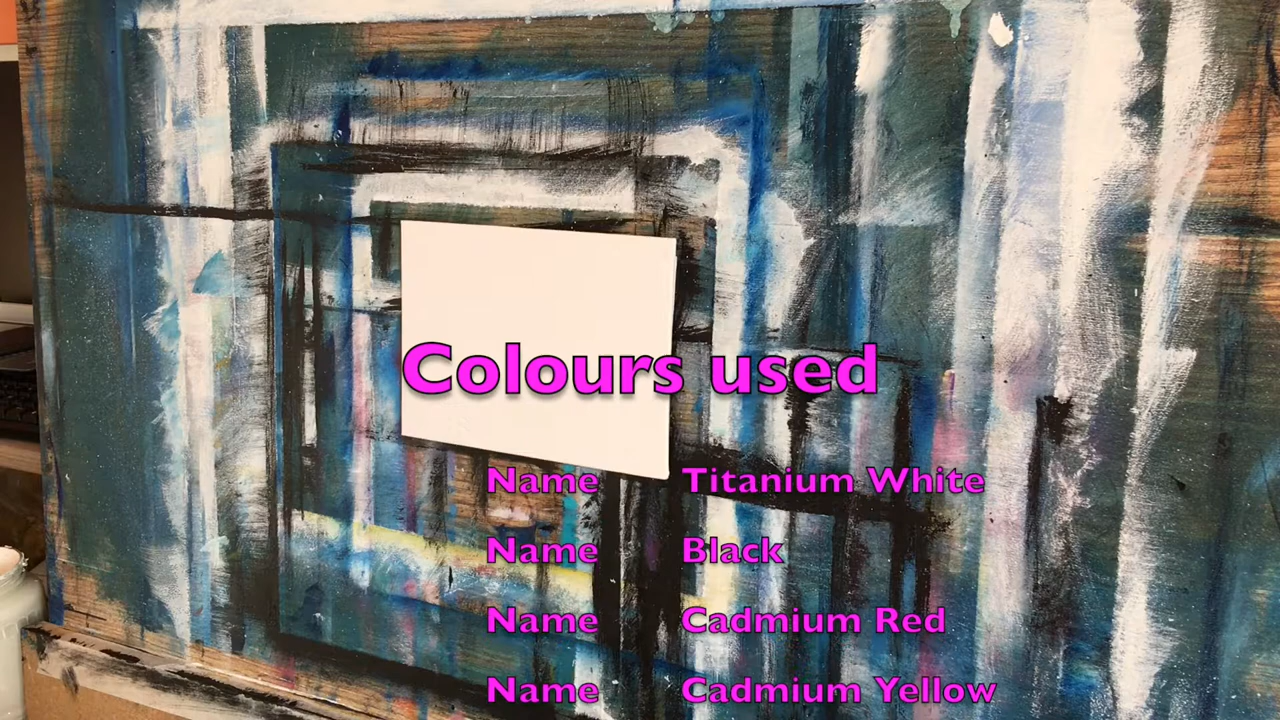 Colours used
Name Titanium White
Name Black
Name Cadmium Red
Name Cadmium Yellow